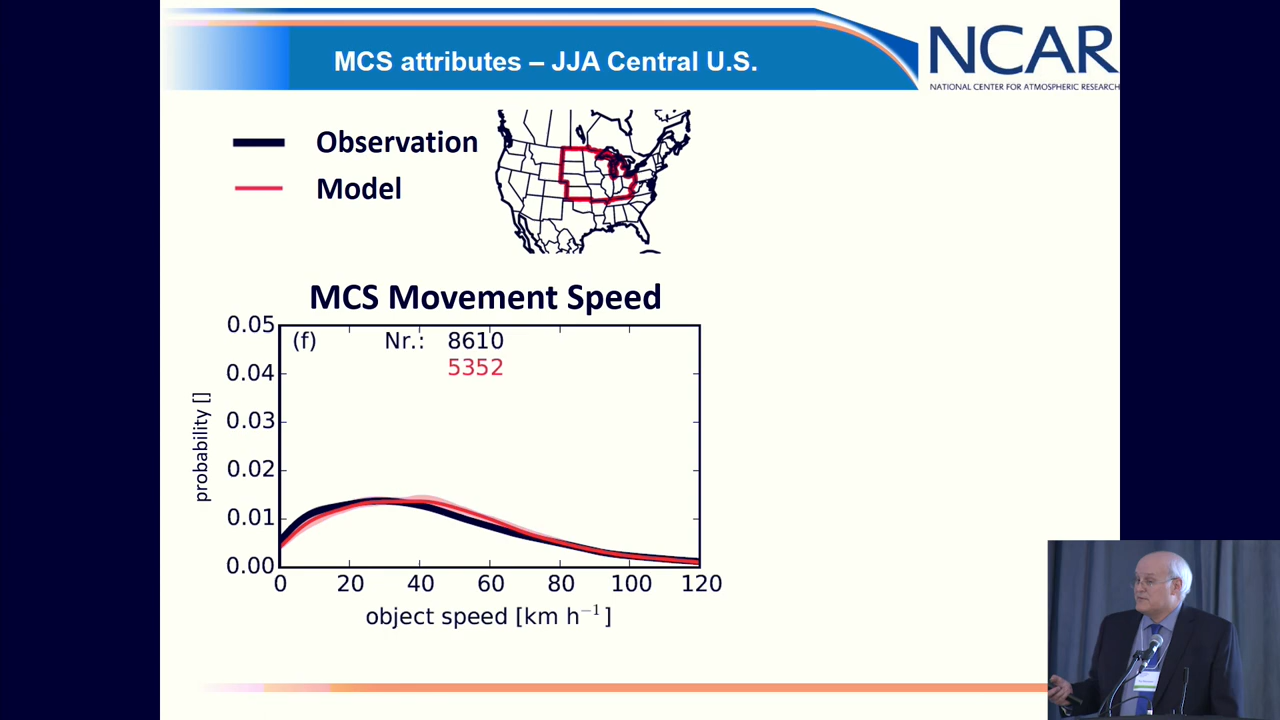 MCS attributes – JJA Central U.S.
NCAR
NATIONAL CENTER FOR ATMOSPHERIC RESEARCH
Observation
Model
MCS Movement Speed
(f) Nr.: 8610
5352
0.05
0.04
0.03
0.02
0.01
0.00
probability []
0 20 40 60 80 100 120
object speed [km h⁻¹]